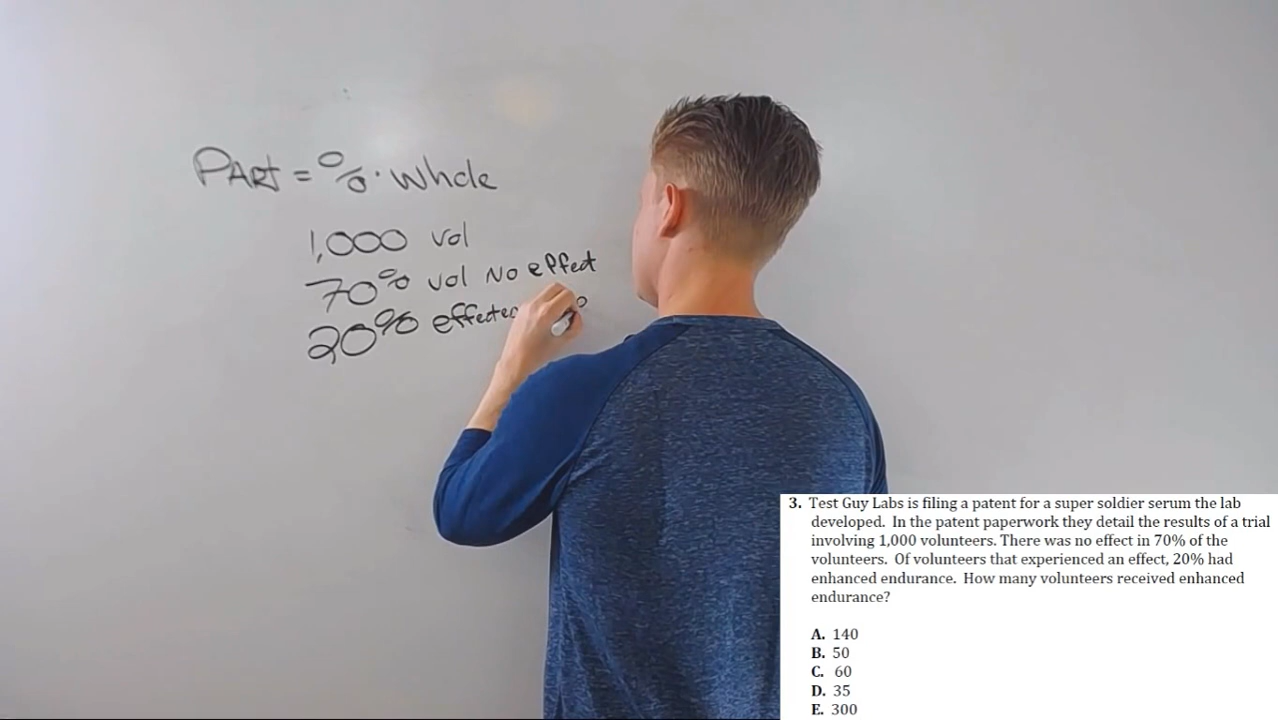 PART = % · Whole
1,000 vol
70% vol No effect
20%
3. Test Guy Labs is filing a patent for a super soldier serum the lab
developed. In the patent paperwork they detail the results of a trial
involving 1,000 volunteers. There was no effect in 70% of the
volunteers. Of volunteers that experienced an effect, 20% had
enhanced endurance. How many volunteers received enhanced
endurance?
A. 140
B. 50
C. 60
D. 35
E. 300